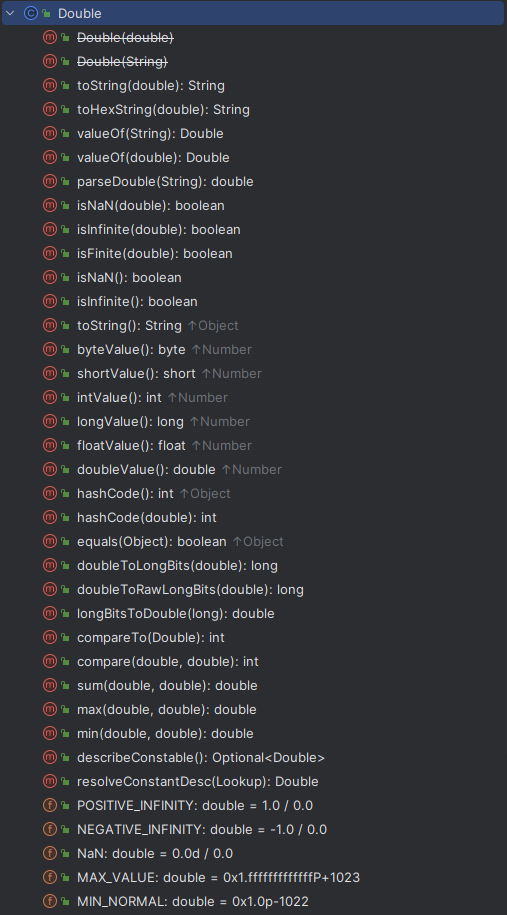 Double
Double(double)
Double(String)
toString(double): String
toHexString(double): String
valueOf(String): Double
valueOf(double): Double
parseDouble(String): double
isNaN(double): boolean
isInfinite(double): boolean
isFinite(double): boolean
isNaN(): boolean
isInfinite(): boolean
toString(): String ↑Object
byteValue(): byte ↑Number
shortValue(): short ↑Number
intValue(): int ↑Number
longValue(): long ↑Number
floatValue(): float ↑Number
doubleValue(): double ↑Number
hashCode(): int ↑Object
hashCode(double): int
equals(Object): boolean ↑Object
doubleToLongBits(double): long
doubleToRawLongBits(double): long
longBitsToDouble(long): double
compareTo(Double): int
compare(double, double): int
sum(double, double): double
max(double, double): double
min(double, double): double
describeConstable(): Optional<Double>
resolveConstantDesc(Lookup): Double
POSITIVE_INFINITY: double = 1.0 / 0.0
NEGATIVE_INFINITY: double = -1.0 / 0.0
NaN: double = 0.0d / 0.0
MAX_VALUE: double = 0x1.fffffffffffffP+1023
MIN_NORMAL: double = 0x1.0p-1022